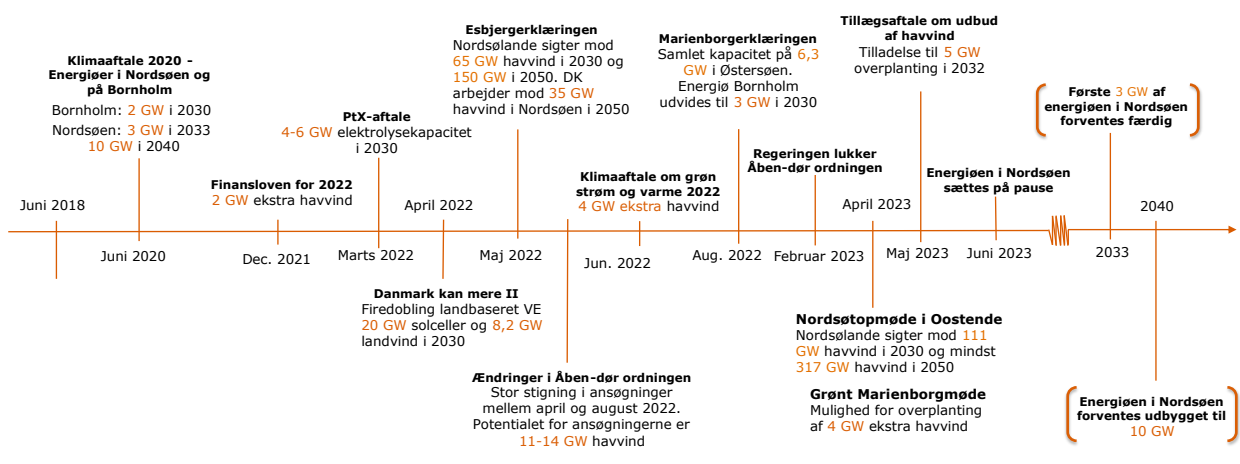 Juni 2018
Klimaaftale 2020 -
Energiøer i Nordsøen og
på Bornholm
Bornholm: 2 GW i 2030
Nordsøen: 3 GW i 2033
10 GW i 2040
Juni 2020
Finansloven for 2022
2 GW ekstra havvind
Dec. 2021
PtX-aftale
4-6 GW elektrolysekapacitet
i 2030
Marts 2022
April 2022
Danmark kan mere II
Firedobling landbaseret VE
20 GW solceller og 8,2 GW
landvind i 2030
Esbjergerklæringen
Nordsølande sigter mod
65 GW havvind i 2030 og
150 GW i 2050. DK
arbejder mod 35 GW
havvind i Nordsøen i 2050
Maj 2022
Ændringer i Åben-dør ordningen
Stor stigning i ansøgninger
mellem april og august 2022.
Potentialet for ansøgningerne er
11-14 GW havvind
Klimaaftale om grøn
strøm og varme 2022
4 GW ekstra havvind
Jun. 2022
Marienborgerklæringen
Samlet kapacitet på 6,3
GW i Østersøen.
Energiø Bornholm
udvides til 3 GW i 2030
Aug. 2022
Regeringen lukker
Åben-dør ordningen
Februar 2023
April 2023
Nordsøtopmøde i Oostende
Nordsølande sigter mod 111
GW havvind i 2030 og mindst
317 GW havvind i 2050
Grønt Marienborgmøde
Mulighed for overplanting
af 4 GW ekstra havvind
Tillægsaftale om udbud
af havvind
Tilladelse til 5 GW
overplanting i 2032
Maj 2023
Energiøen i Nordsøen
sættes på pause
Juni 2023
Første 3 GW af
energiøen i Nordsøen
forventes færdig
2033
2040
Energiøen i Nordsøen
forventes udbygget til
10 GW